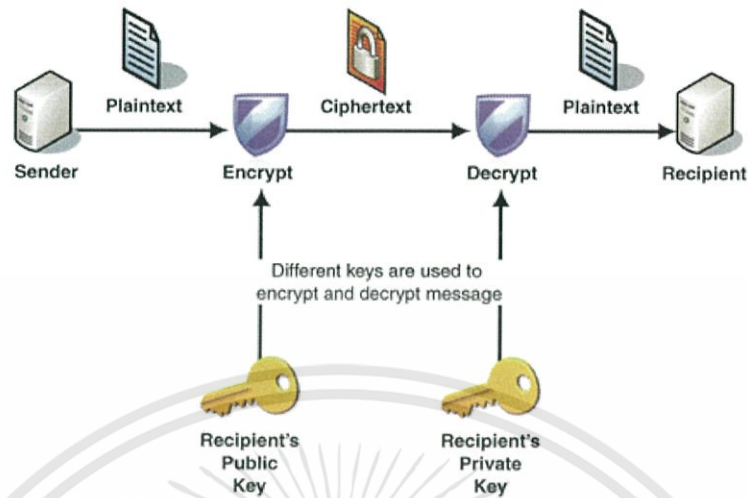 Plaintext
Ciphertext
Plaintext
Sender
Encrypt
Decrypt
Recipient
Different keys are used to
encrypt and decrypt message
Recipient's
Public
Key
Recipient's
Private
Key